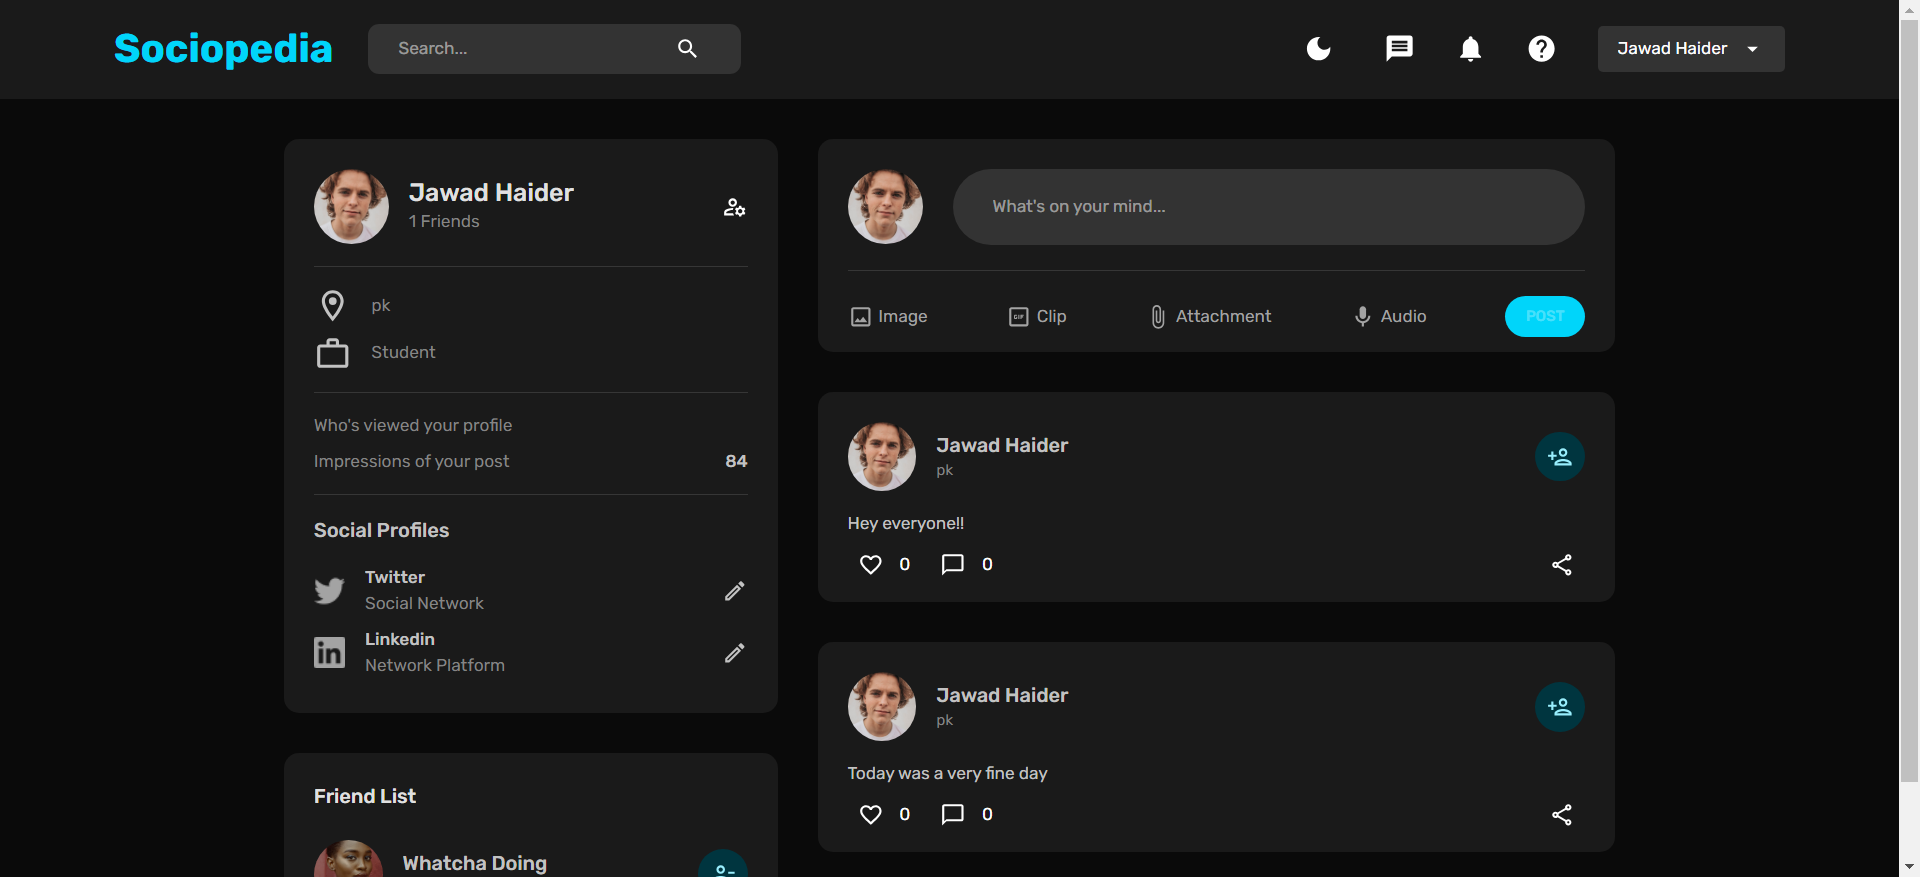 Sociopedia
Search...
Jawad Haider
Jawad Haider
1 Friends
pk
Student
Who's viewed your profile
Impressions of your post 84
Social Profiles
Twitter
Social Network
Linkedin
Network Platform
Friend List
Whatcha Doing
What's on your mind...
Image
GIF
Clip
Attachment
Audio
POST
Jawad Haider
pk
Hey everyone!!
0
0
Jawad Haider
pk
Today was a very fine day
0
0